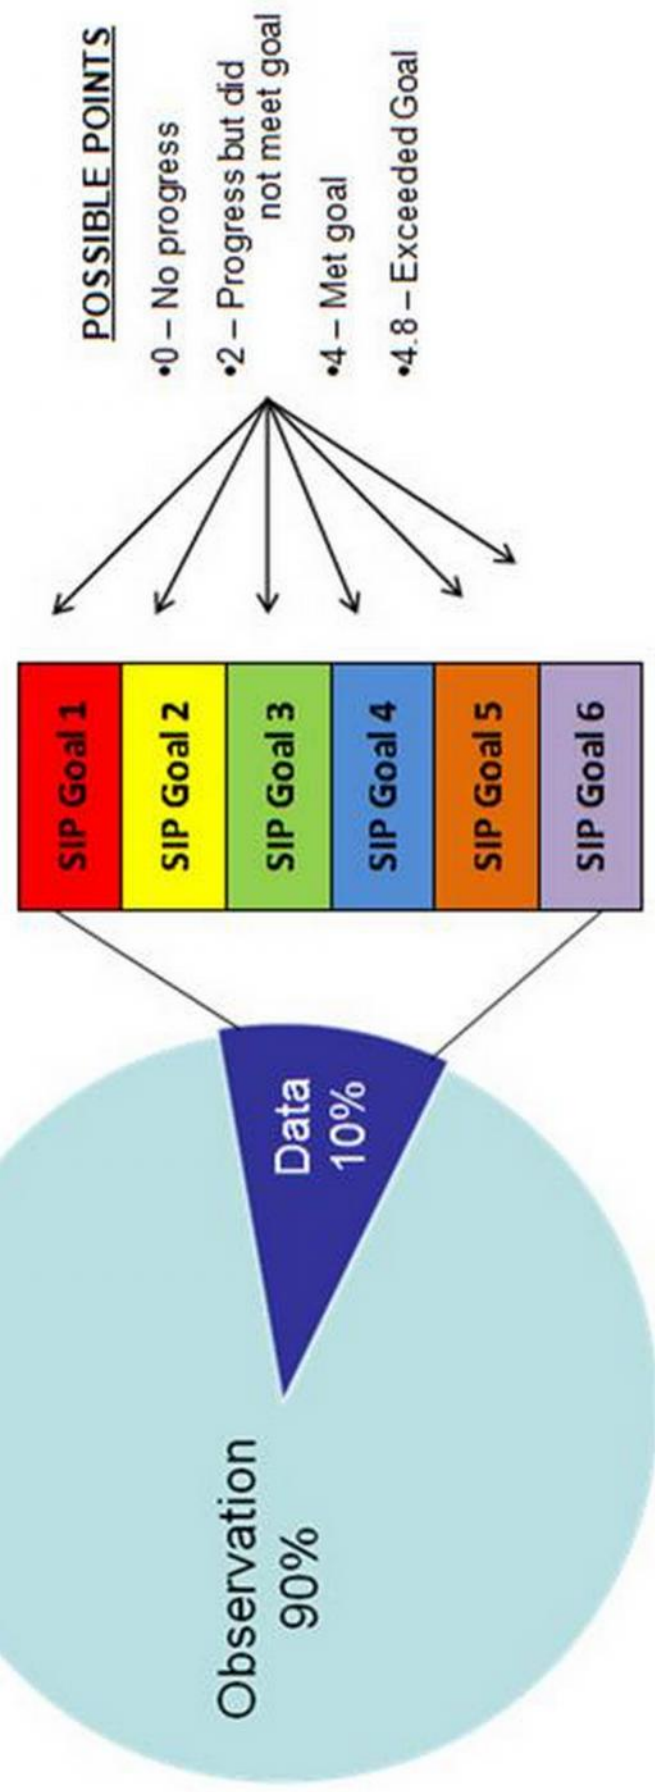 Observation
90%
Data
10%
SIP Goal 1
SIP Goal 2
SIP Goal 3
SIP Goal 4
SIP Goal 5
SIP Goal 6
POSSIBLE POINTS
•0 – No progress
•2 – Progress but did
not meet goal
•4 – Met goal
•4.8 – Exceeded Goal